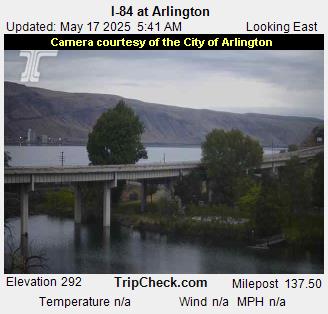 I-84 at Arlington
Updated: May 17 2025 5:41 AM Looking East
Camera courtesy of the City of Arlington
Elevation 292 TripCheck.com Milepost 137.50
Temperature n/a Wind n/a MPH n/a